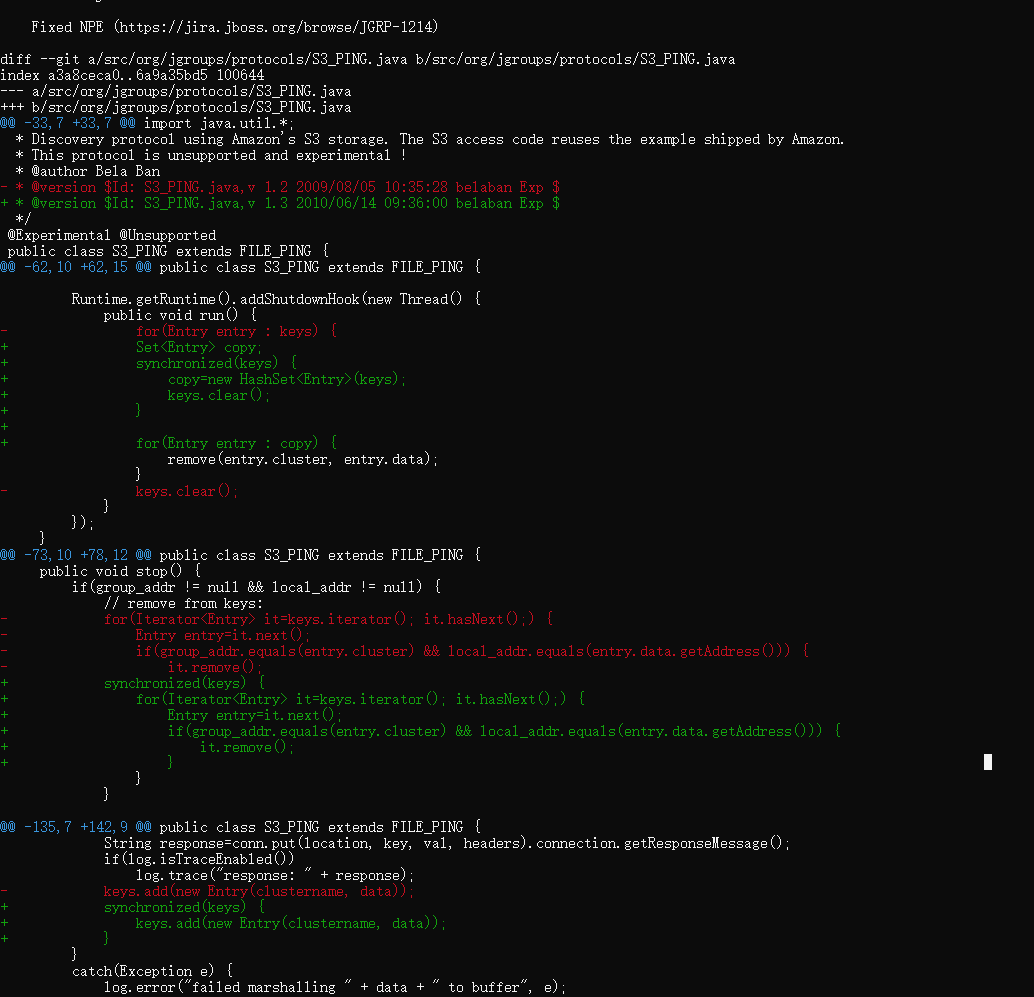 Fixed NPE (https://jira.jboss.org/browse/JGRP-1214)

diff --git a/src/org/jgroups/protocols/S3_PING.java b/src/org/jgroups/protocols/S3_PING.java
index a3a8ceca0..6a9a35bd5 100644
--- a/src/org/jgroups/protocols/S3_PING.java
+++ b/src/org/jgroups/protocols/S3_PING.java
@@ -33,7 +33,7 @@ import java.util.*;
  * Discovery protocol using Amazon's S3 storage. The S3 access code reuses the example shipped by Amazon.
  * This protocol is unsupported and experimental !
  * @author Bela Ban
- * @version $Id: S3_PING.java,v 1.2 2009/08/05 10:35:28 belaban Exp $
+ * @version $Id: S3_PING.java,v 1.3 2010/06/14 09:36:00 belaban Exp $
  */
 @Experimental @Unsupported
 public class S3_PING extends FILE_PING {
@@ -62,10 +62,15 @@ public class S3_PING extends FILE_PING {

         Runtime.getRuntime().addShutdownHook(new Thread() {
             public void run() {
-                for(Entry entry : keys) {
+                Set<Entry> copy;
+                synchronized(keys) {
+                    copy=new HashSet<Entry>(keys);
+                    keys.clear();
+                }
+
+                for(Entry entry : copy) {
                     remove(entry.cluster, entry.data);
                 }
-                keys.clear();
             }
         });
     }
@@ -73,10 +78,12 @@ public class S3_PING extends FILE_PING {
     public void stop() {
         if(group_addr != null && local_addr != null) {
             // remove from keys:
-            for(Iterator<Entry> it=keys.iterator(); it.hasNext();) {
-                Entry entry=it.next();
-                if(group_addr.equals(entry.cluster) && local_addr.equals(entry.data.getAddress())) {
-                    it.remove();
+            synchronized(keys) {
+                for(Iterator<Entry> it=keys.iterator(); it.hasNext();) {
+                    Entry entry=it.next();
+                    if(group_addr.equals(entry.cluster) && local_addr.equals(entry.data.getAddress())) {
+                        it.remove();
+                    }
                 }
             }

@@ -135,7 +142,9 @@ public class S3_PING extends FILE_PING {
             String response=conn.put(location, key, val, headers).connection.getResponseMessage();
             if(log.isTraceEnabled())
                 log.trace("response: " + response);
-            keys.add(new Entry(clustername, data));
+            synchronized(keys) {
+                keys.add(new Entry(clustername, data));
+            }
         }
         catch(Exception e) {
             log.error("failed marshalling " + data + " to buffer", e);